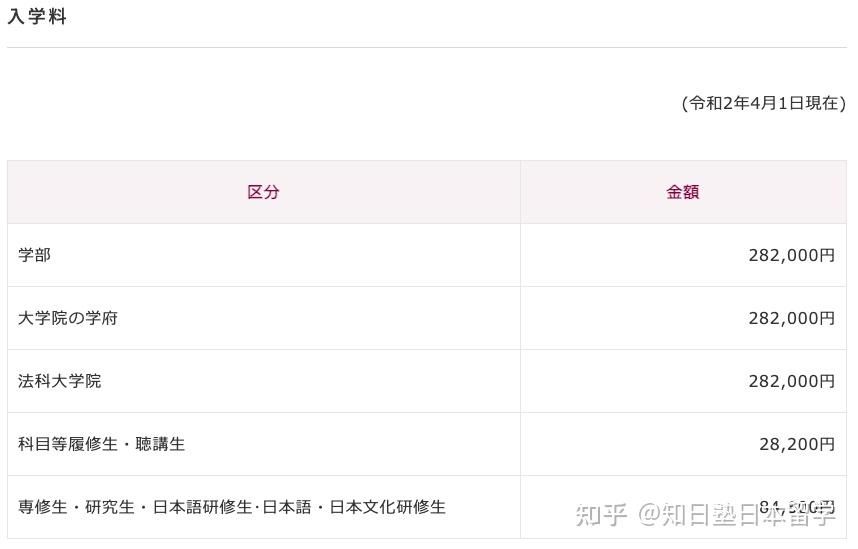 入学料
(令和2年4月1日現在)
区分 金額
学部 282,000円
大学院の学府 282,000円
法科大学院 282,000円
科目等履修生・聴講生 28,200円
専修生・研究生・日本語研修生･日本語・日本文化研修生
知乎 @知日塾日本留学